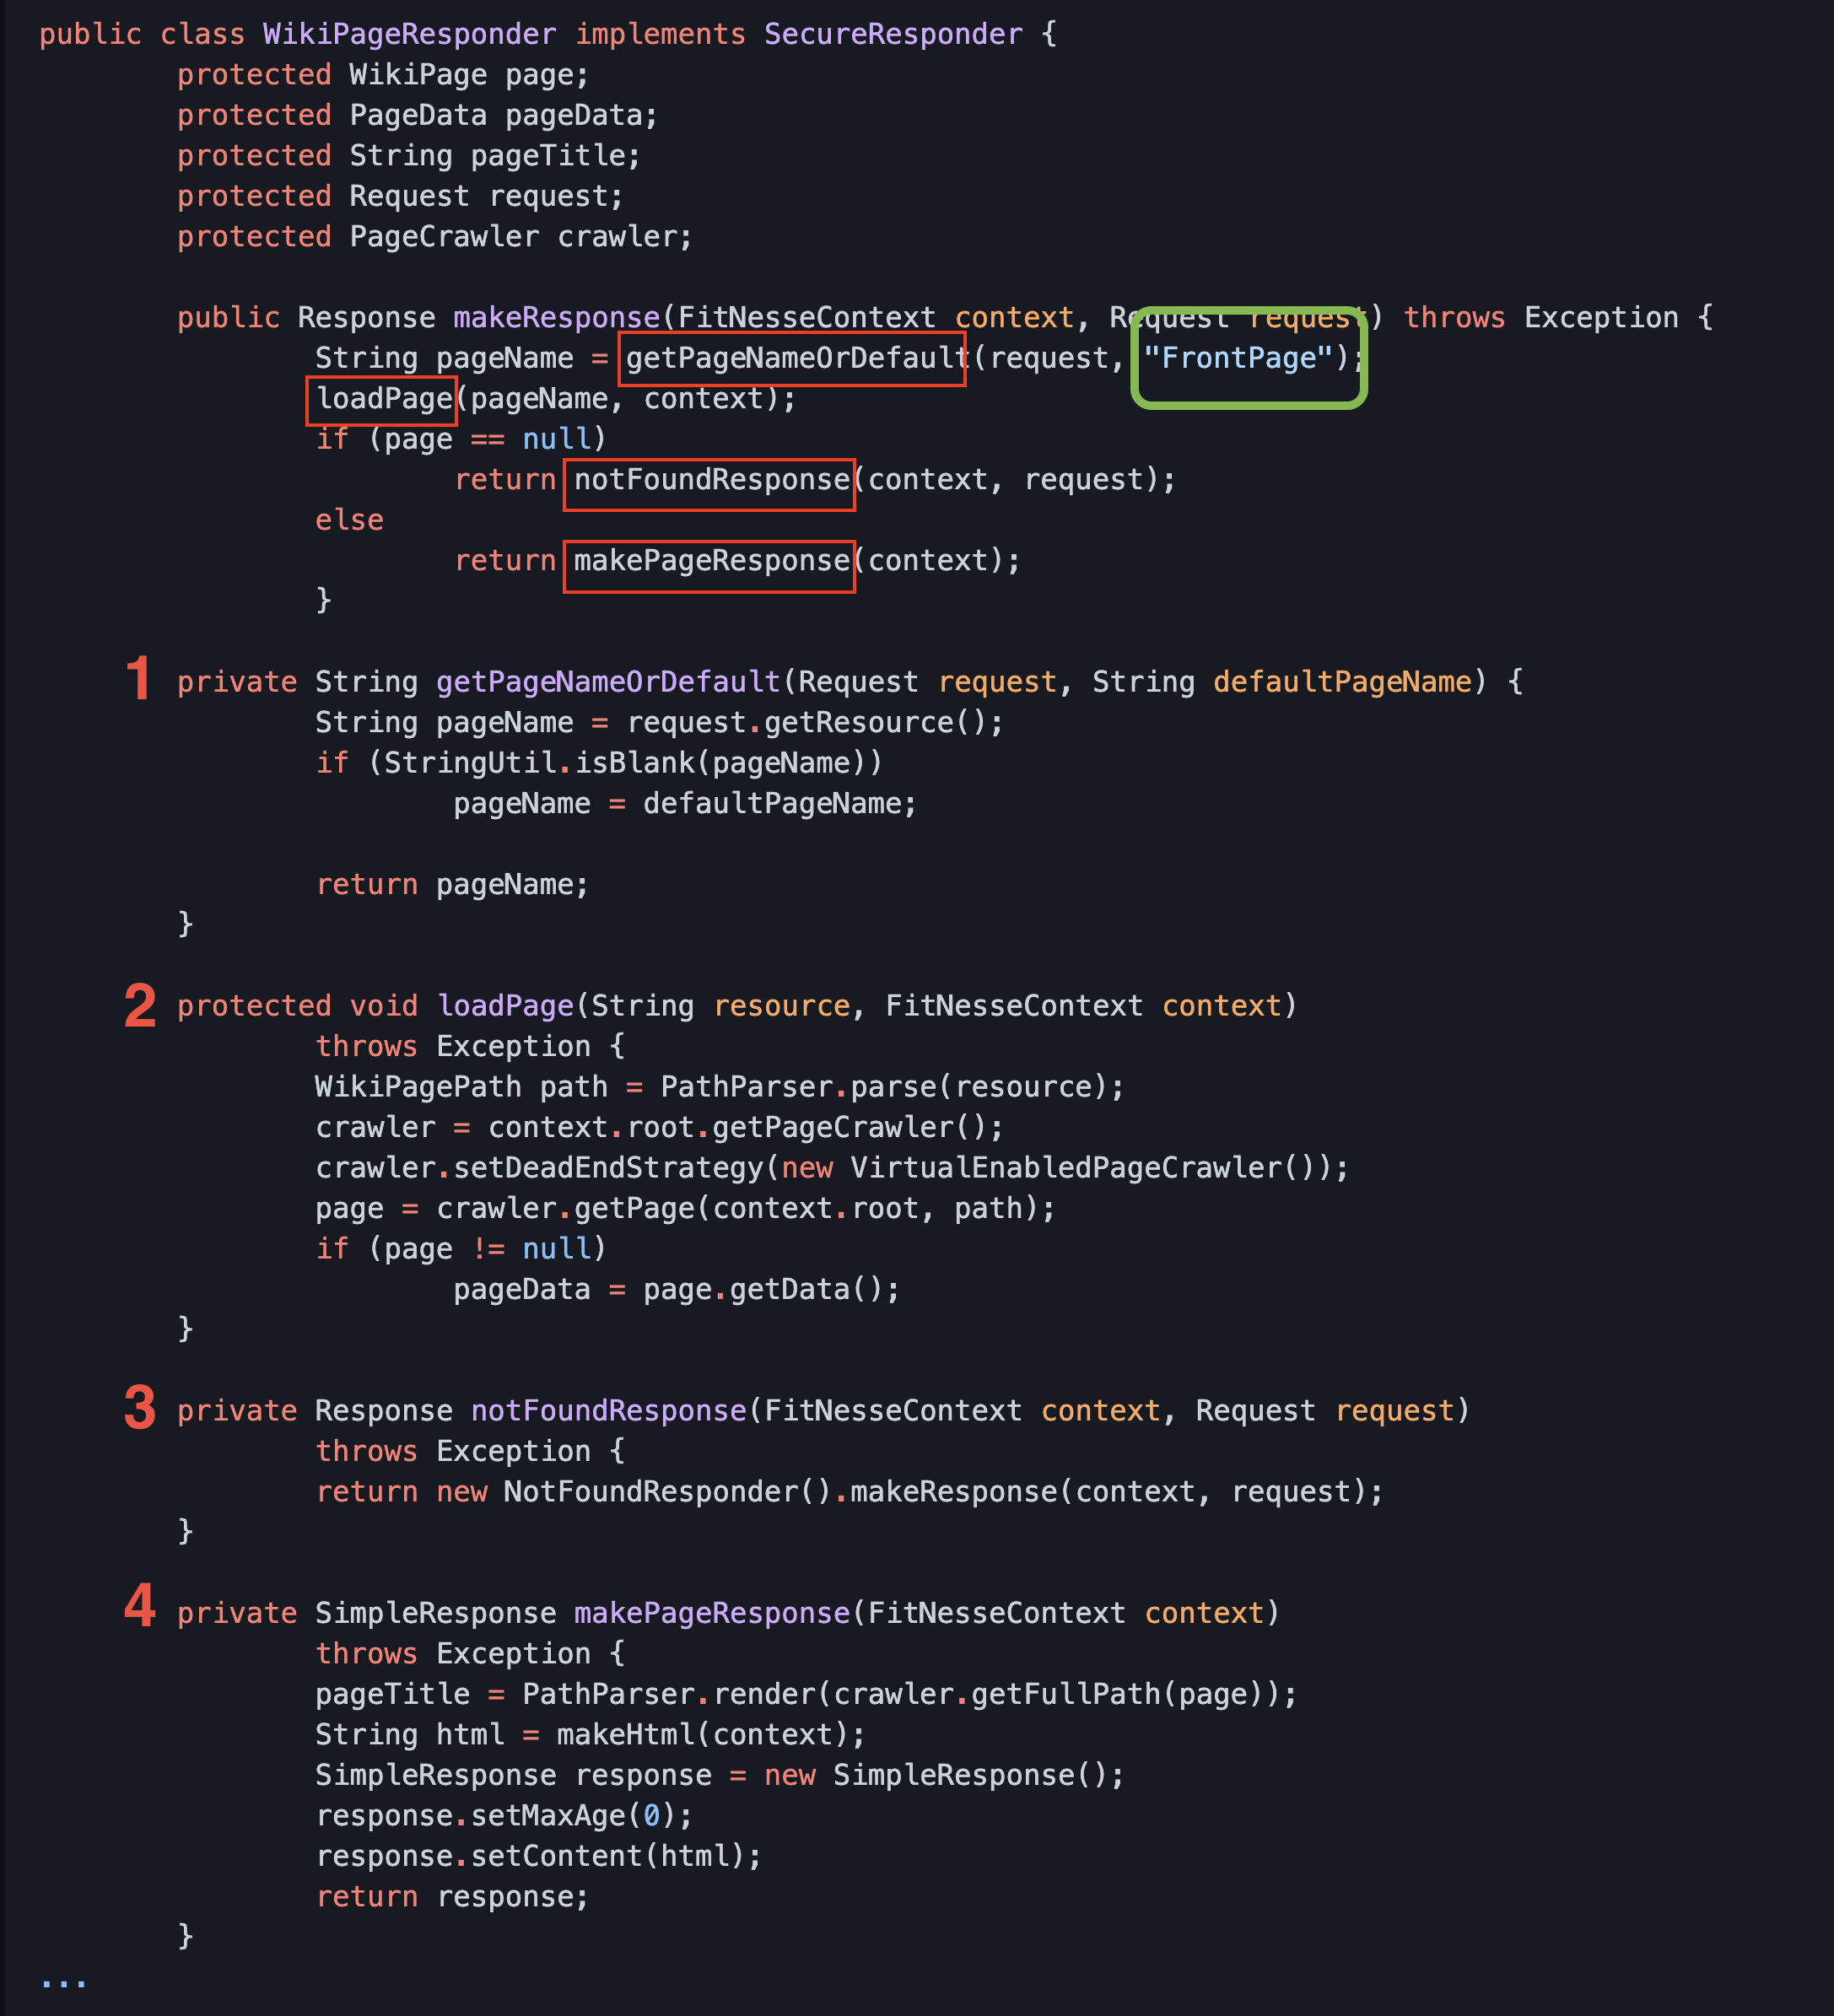 public class WikiPageResponder implements SecureResponder {
protected WikiPage page;
protected PageData pageData;
protected String pageTitle;
protected Request request;
protected PageCrawler crawler;
public Response makeResponse(FitNesseContext context, Request request) throws Exception {
String pageName = getPageNameOrDefault(request, "FrontPage");
loadPage(pageName, context);
if (page == null)
return notFoundResponse(context, request);
else
return makePageResponse(context);
}
1 private String getPageNameOrDefault(Request request, String defaultPageName) {
String pageName = request.getResource();
if (StringUtil.isBlank(pageName))
pageName = defaultPageName;
return pageName;
}
2 protected void loadPage(String resource, FitNesseContext context)
throws Exception {
WikiPagePath path = PathParser.parse(resource);
crawler = context.root.getPageCrawler();
crawler.setDeadEndStrategy(new VirtualEnabledPageCrawler());
page = crawler.getPage(context.root, path);
if (page != null)
pageData = page.getData();
}
3 private Response notFoundResponse(FitNesseContext context, Request request)
throws Exception {
return new NotFoundResponder().makeResponse(context, request);
}
4 private SimpleResponse makePageResponse(FitNesseContext context)
throws Exception {
pageTitle = PathParser.render(crawler.getFullPath(page));
String html = makeHtml(context);
SimpleResponse response = new SimpleResponse();
response.setMaxAge(0);
response.setContent(html);
return response;
}
...